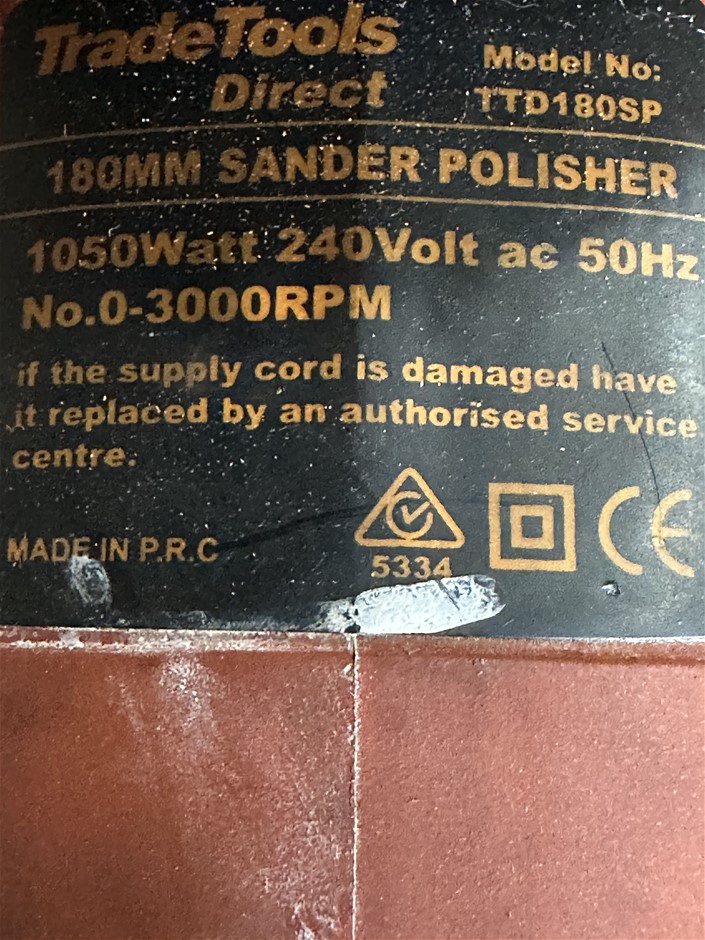 TradeTools
Direct
Model No:
TTD180SP
180MM SANDER POLISHER
1050Watt 240Volt ac 50Hz
No.0-3000RPM
if the supply cord is damaged have
it replaced by an authorised service
centre.
MADE IN P.R.C
5334
CE